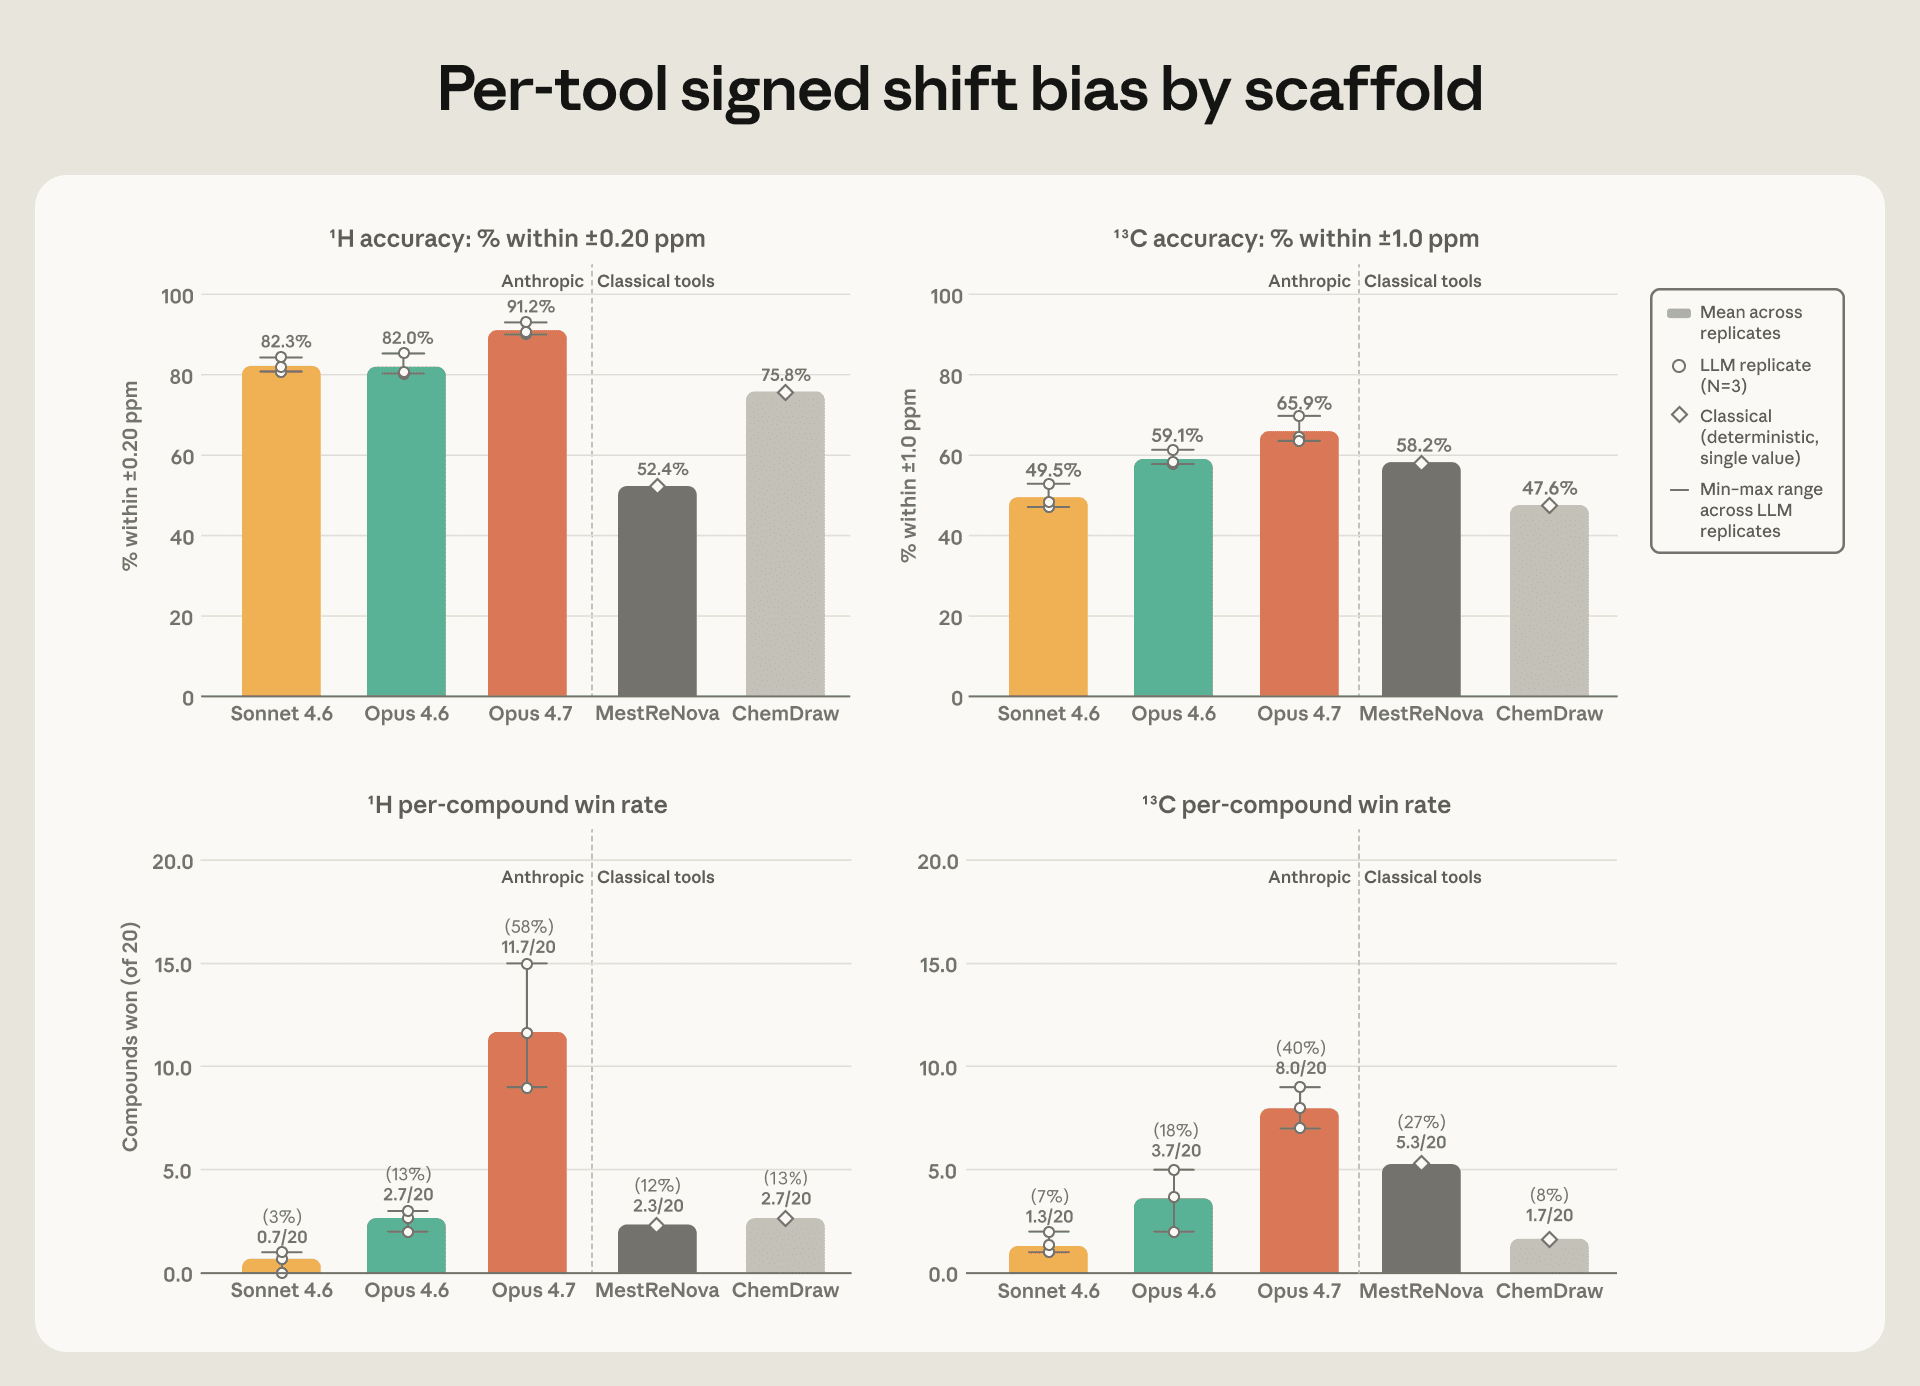 Per-tool signed shift bias by scaffold
¹H accuracy: % within ±0.20 ppm
Anthropic
Classical tools
% within ±0.20 ppm
100
80
60
40
20
0
82.3%
82.0%
91.2%
52.4%
75.8%
Sonnet 4.6
Opus 4.6
Opus 4.7
MestReNova
ChemDraw
¹³C accuracy: % within ±1.0 ppm
Anthropic
Classical tools
% within ±1.0 ppm
100
80
60
40
20
0
49.5%
59.1%
65.9%
58.2%
47.6%
Sonnet 4.6
Opus 4.6
Opus 4.7
MestReNova
ChemDraw
Mean across
replicates
LLM replicate
(N=3)
Classical
(deterministic,
single value)
Min–max range
across LLM
replicates
¹H per-compound win rate
Anthropic
Classical tools
Compounds won (of 20)
20.0
15.0
10.0
5.0
0.0
(3%)
0.7/20
(13%)
2.7/20
(58%)
11.7/20
(12%)
2.3/20
(13%)
2.7/20
Sonnet 4.6
Opus 4.6
Opus 4.7
MestReNova
ChemDraw
¹³C per-compound win rate
Anthropic
Classical tools
20.0
15.0
10.0
5.0
0.0
(7%)
1.3/20
(18%)
3.7/20
(40%)
8.0/20
(27%)
5.3/20
(8%)
1.7/20
Sonnet 4.6
Opus 4.6
Opus 4.7
MestReNova
ChemDraw